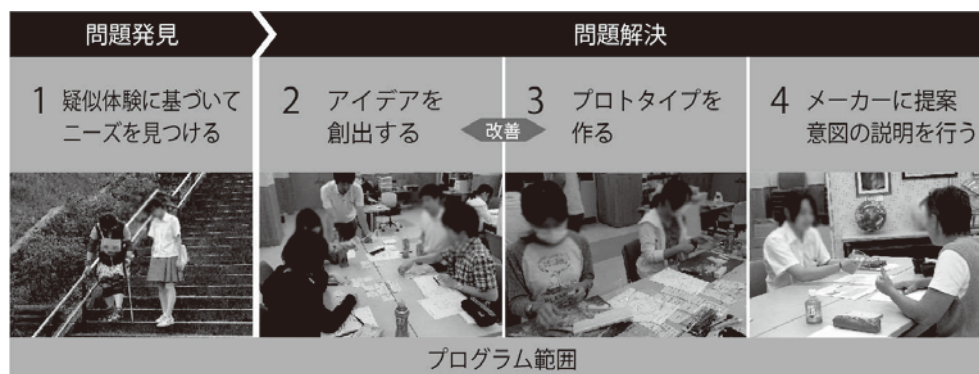 問題発見
問題解決
1 疑似体験に基づいて
ニーズを見つける
2 アイデアを
創出する
改善
3 プロトタイプを
作る
4 メーカーに提案
意図の説明を行う
プログラム範囲